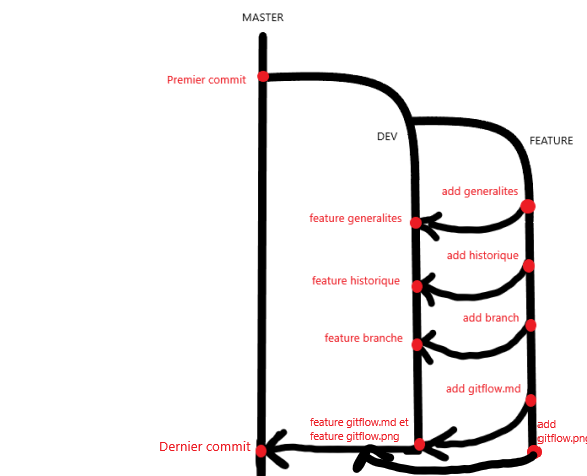 MASTER
Premier commit
DEV
FEATURE
add generalites
feature generalites
add historique
feature historique
add branch
feature branche
add gitflow.md
feature gitflow.md et
feature gitflow.png
add
gitflow.png
Dernier commit